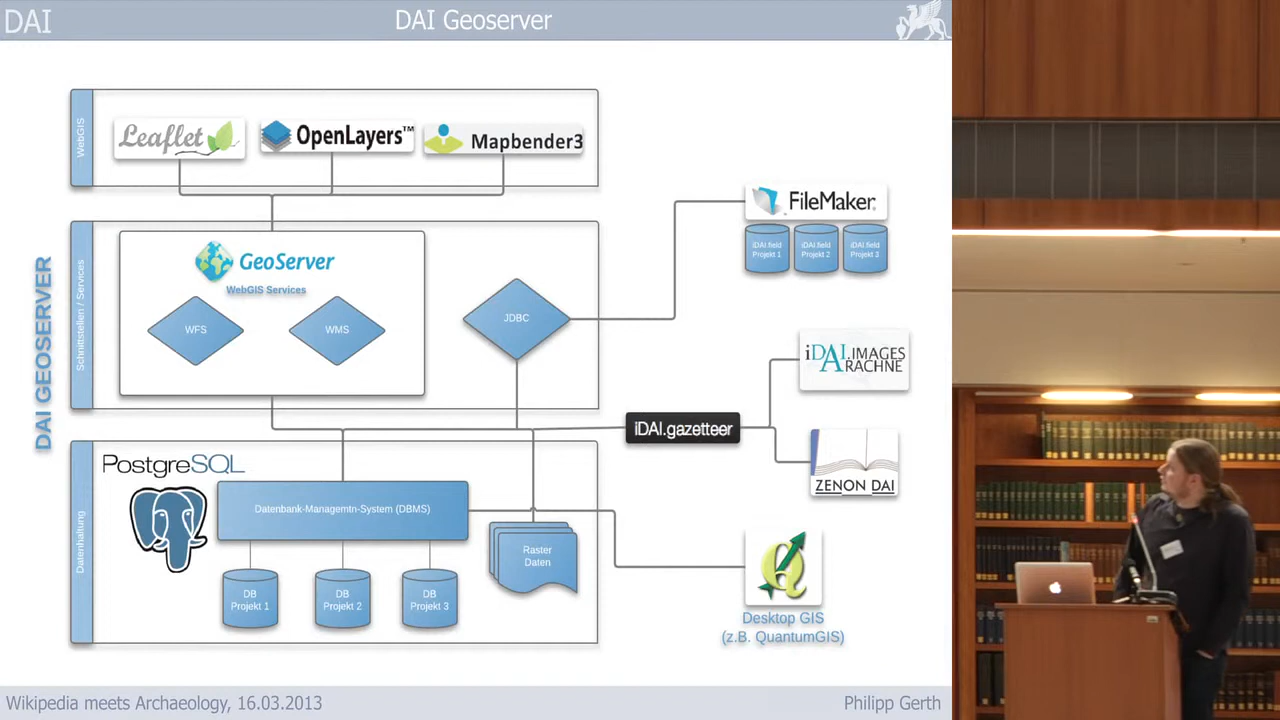 DAI
DAI Geoserver
DAI GEOSERVER
WebGIS
Leaflet
OpenLayers™
Mapbender3
Schnittstellen / Services
GeoServer
WebGIS Services
WFS
WMS
JDBC
FileMaker
iDAI.field
Projekt 1
iDAI.field
Projekt 2
iDAI.field
Projekt 3
iDAI.IMAGES
ARACHNE
iDAI.gazetteer
ZENON DAI
Datenhaltung
PostgreSQL
Datenbank-Managemtn-System (DBMS)
DB
Projekt 1
DB
Projekt 2
DB
Projekt 3
Raster
Daten
Desktop GIS
(z.B. QuantumGIS)
Wikipedia meets Archaeology, 16.03.2013
Philipp Gerth